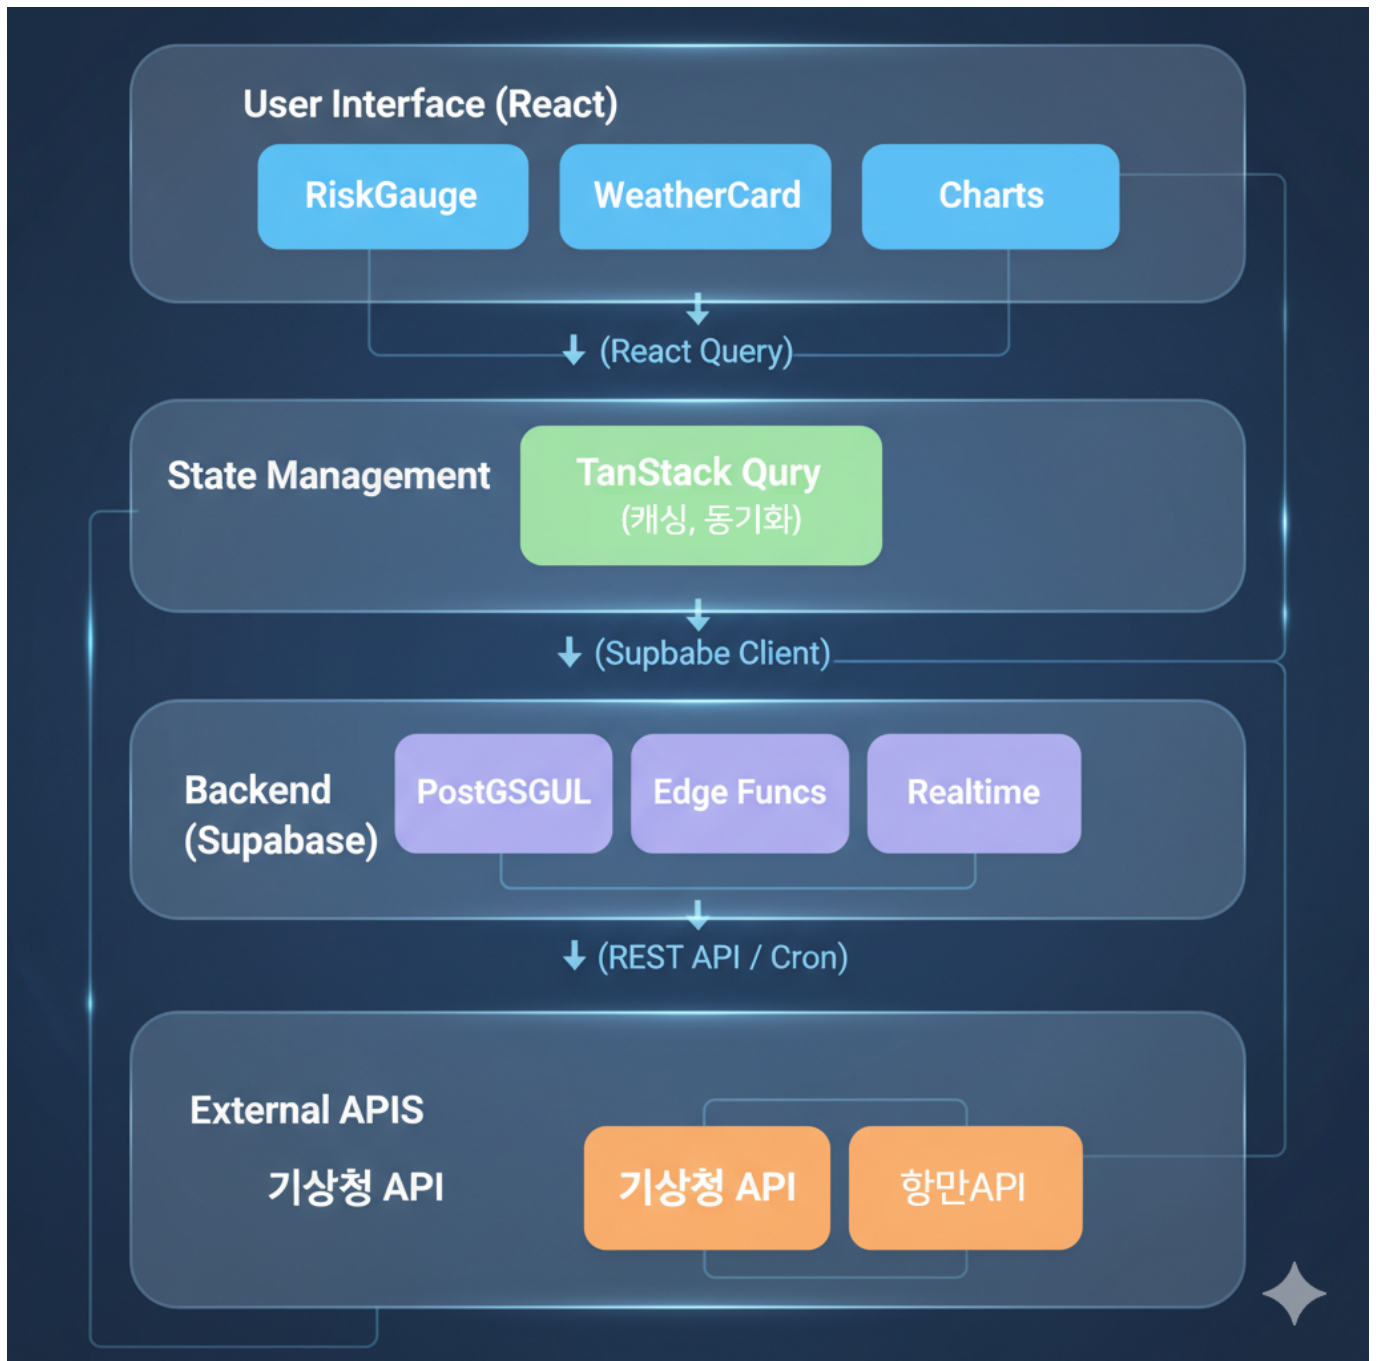 User Interface (React)
RiskGauge
WeatherCard
Charts
(React Query)
State Management
TanStack Qury
(캐싱, 동기화)
(Supbabe Client)
Backend
(Supabase)
PostGSGUL
Edge Funcs
Realtime
(REST API / Cron)
External APIS
기상청 API
기상청 API
항만API